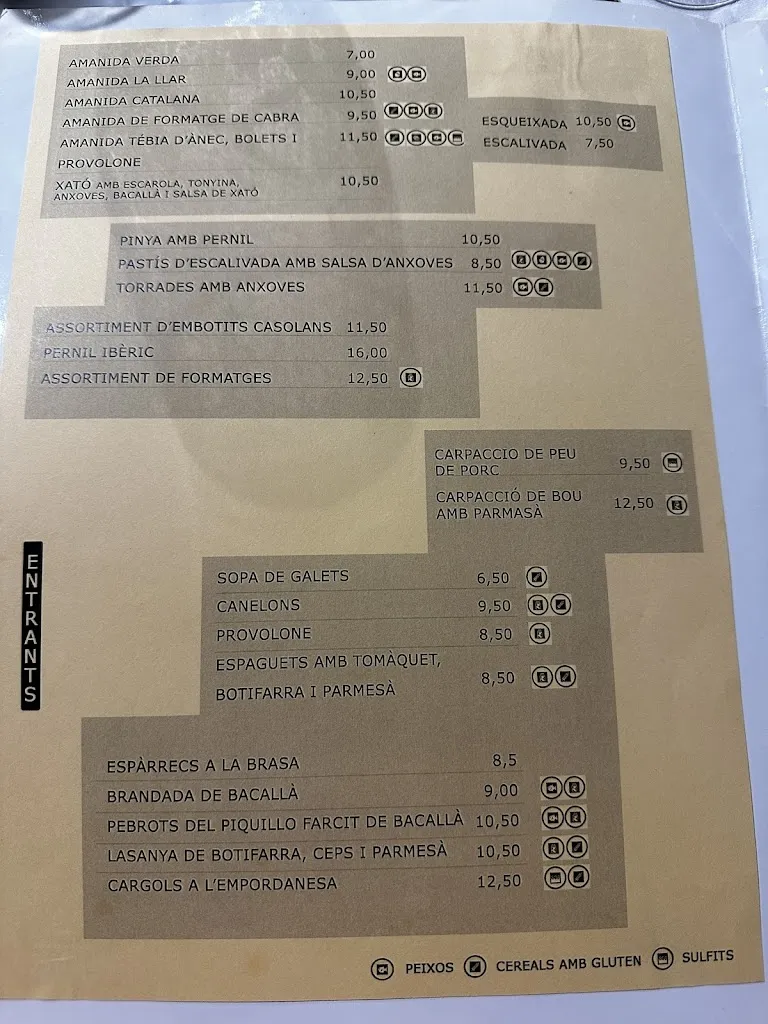 AMANIDA VERDA 7,00
AMANIDA LA LLAR 9,00
AMANIDA CATALANA 10,50
AMANIDA DE FORMATGE DE CABRA 9,50
AMANIDA TÉBIA D'ÀNEC, BOLETS I 11,50
PROVOLONE
XATÓ AMB ESCAROLA, TONYINA, 10,50
ANXOVES, BACALLÀ I SALSA DE XATÓ
ESQUEIXADA 10,50
ESCALIVADA 7,50
PINYA AMB PERNIL 10,50
PASTÍS D'ESCALIVADA AMB SALSA D'ANXOVES 8,50
TORRADES AMB ANXOVES 11,50
ASSORTIMENT D'EMBOTITS CASOLANS 11,50
PERNIL IBÈRIC 16,00
ASSORTIMENT DE FORMATGES 12,50
CARPACCIO DE PEU
DE PORC 9,50
CARPACCIÓ DE BOU 12,50
AMB PARMASÀ
ENTRANTS
SOPA DE GALETS 6,50
CANELONS 9,50
PROVOLONE 8,50
ESPAGUETS AMB TOMÀQUET, 8,50
BOTIFARRA I PARMESÀ
ESPÀRRECS A LA BRASA 8,5
BRANDADA DE BACALLÀ 9,00
PEBROTS DEL PIQUILLO FARCIT DE BACALLÀ 10,50
LASANYA DE BOTIFARRA, CEPS I PARMESÀ 10,50
CARGOLS A L'EMPORDANESA 12,50
PEIXOS CEREALS AMB GLUTEN SULFITS